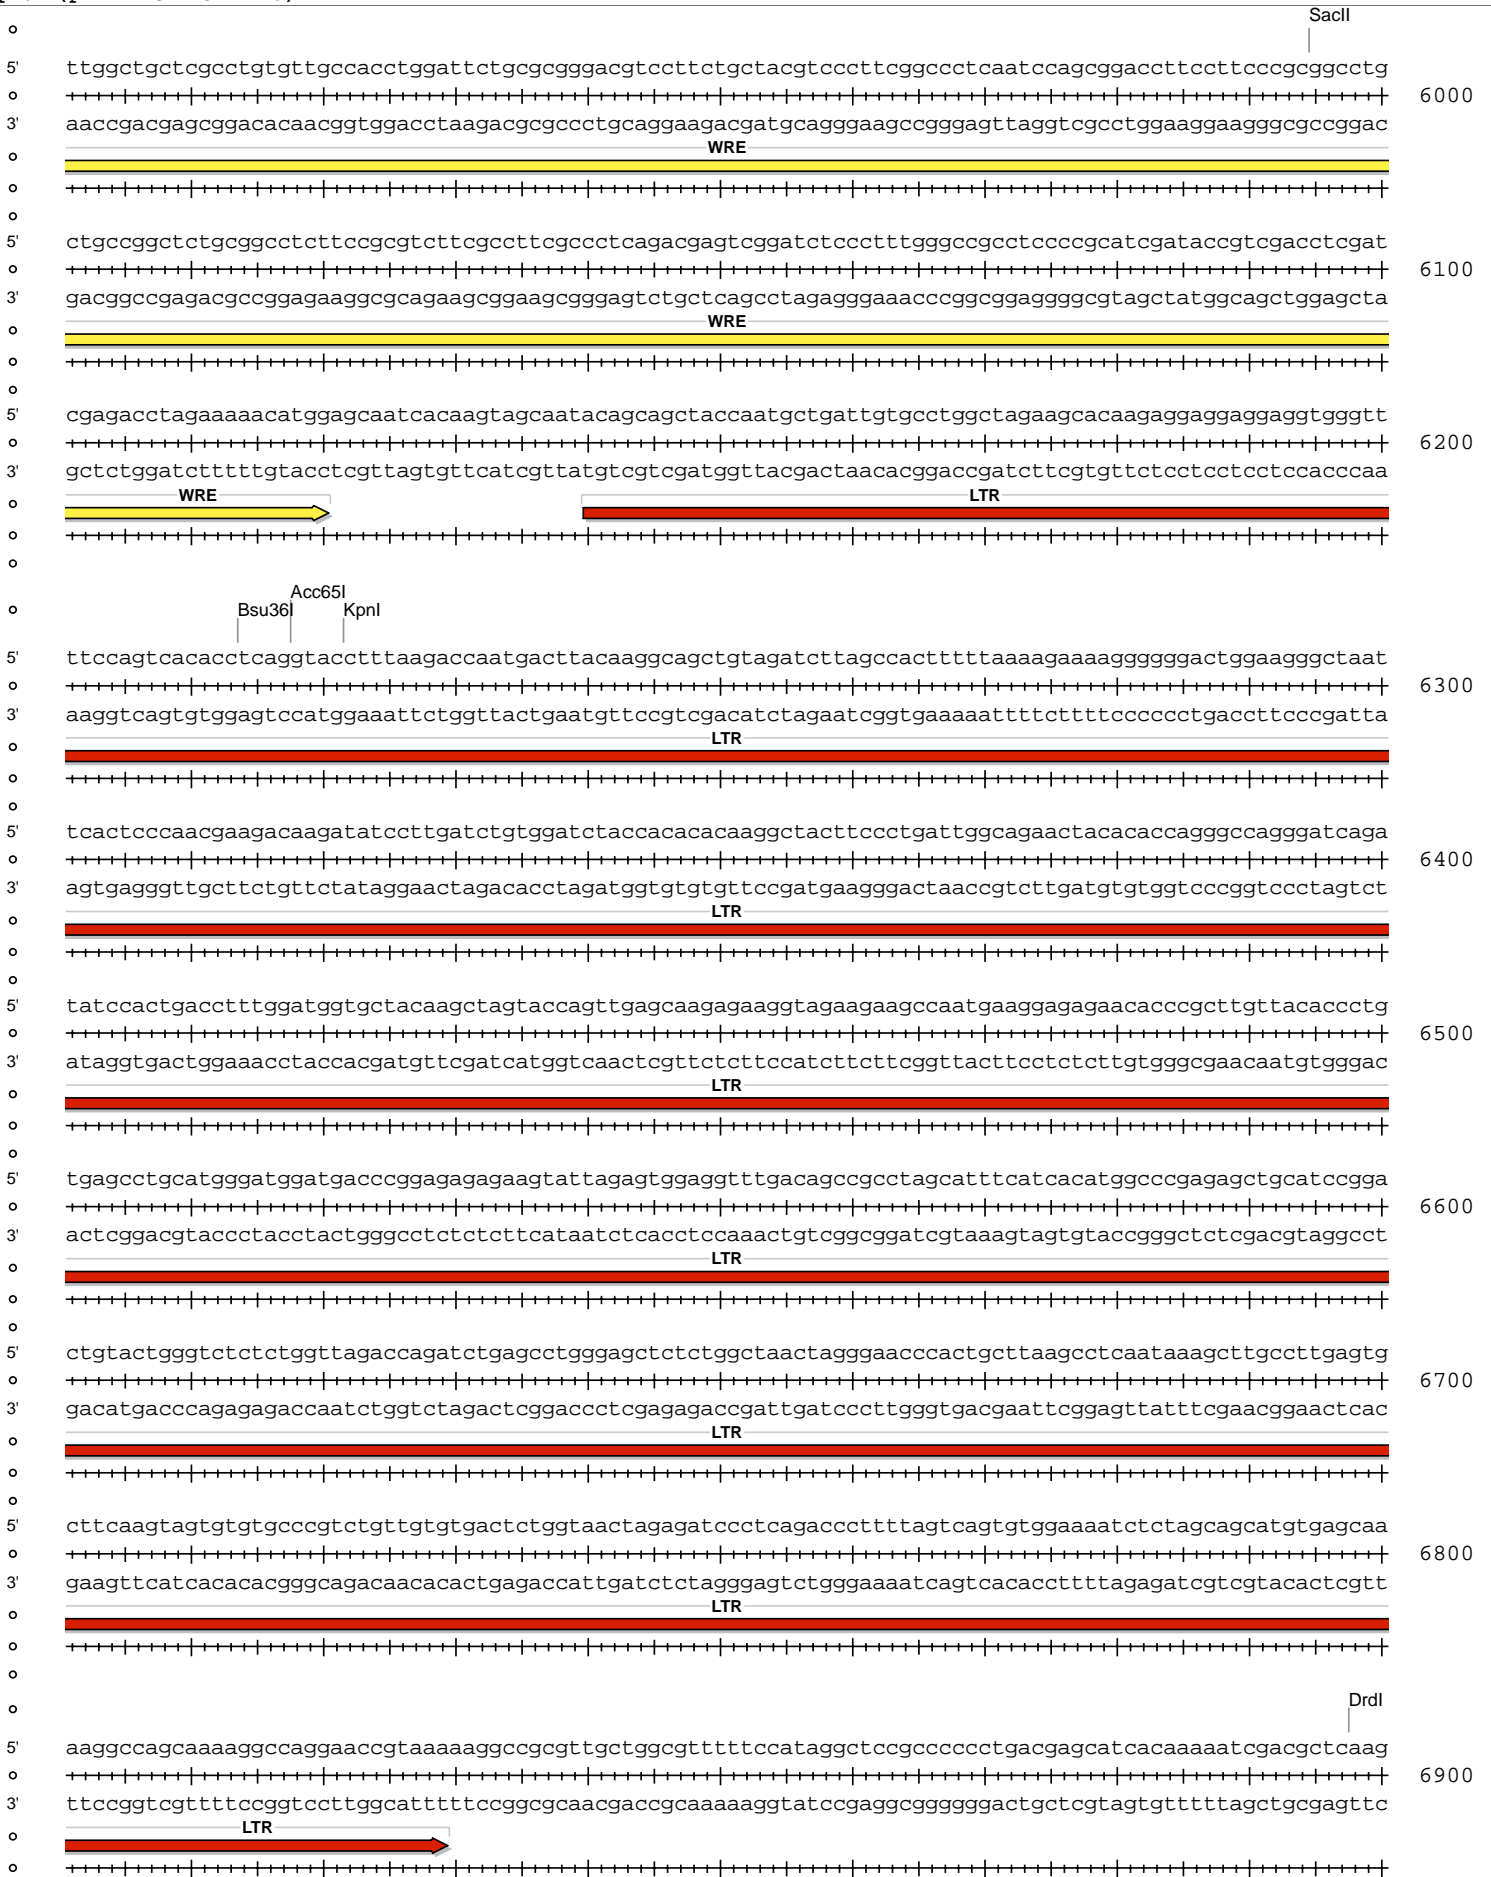 SacII
5' ttggctgctcgcctgtgttgccacctggattctgcgcgggacgtccttctgctacgtcccttcggccctcaatccagcggaccttccttcccgcggcctg
6000
3' aaccgacgagcggacacaacggtggacctaagacgcgccctgcaggaagacgatgcagggaagccgggagttaggtcgcctggaaggaagggcgccggac
WRE
5' ctgccggctctgcggcctcttccgcgtcttcgccttcgccctcagacgagtcggatctccctttgggccgcctccccgcatcgataccgtcgacctcgat
6100
3' gacggccgagacgccggagaaggcgcagaagcggaagcgggagtctgctcagcctagagggaaacccggcggaggggcgtagctatggcagctggagcta
WRE
5' cgagacctagaaaaacatggagcaatcacaagtagcaatacagcagctaccaatgctgattgtgcctggctagaagcacaagaggaggaggaggtgggtt
6200
3' gctctggatctttttgtacctcgttagtgttcatcgttatgtcgtcgatggttacgactaacacggaccgatcttcgtgttctcctcctcctccacccaa
WRE LTR
Acc65I
Bsu36I KpnI
5' ttccagtcacacctcaggtacctttaagaccaatgacttacaaggcagctgtagatcttagccactttttaaaagaaaaggggggactggaagggctaat
6300
3' aaggtcagtgtggagtccatggaaattctggttactgaatgttccgtcgacatctagaatcggtgaaaaattttcttttcccccctgaccttcccgatta
LTR
5' tcactcccaacgaagacaagatatccttgatctgtggatctaccacacacaaggctacttccctgattggcagaactacacaccagggccagggatcaga
6400
3' agtgagggttgcttctgttctataggaactagacacctagatggtgtgtgttccgatgaagggactaaccgtcttgatgtgtggtcccggtccctagtct
LTR
5' tatccactgacctttggatggtgctacaagctagtaccagttgagcaagagaaggtagaagaagccaatgaaggagagaacacccgcttgttacaccctg
6500
3' ataggtgactggaaacctaccacgatgttcgatcatggtcaactcgttctcttccatcttcttcggttacttcctctcttgtgggcgaacaatgtgggac
LTR
5' tgagcctgcatgggatggatgacccggagagagaagtattagagtggaggtttgacagccgcctagcatttcatcacatggcccgagagctgcatccgga
6600
3' actcggacgtaccctacctactgggcctctctcttcataatctcacctccaaactgtcggcggatcgtaaagtagtgtaccgggctctcgacgtaggcct
LTR
5' ctgtactgggtctctctggttagaccagatctgagcctgggagctctctggctaactagggaacccactgcttaagcctcaataaagcttgccttgagtg
6700
3' gacatgacccagagagaccaatctggtctagactcggaccctcgagagaccgattgatcccttgggtgacgaattcggagttatttcgaacggaactcac
LTR
5' cttcaagtagtgtgtgcccgtctgttgtgtgactctggtaactagagatccctcagacccttttagtcagtgtggaaaatctctagcagcatgtgagcaa
6800
3' gaagttcatcacacacgggcagacaacacactgagaccattgatctctagggagtctgggaaaatcagtcacaccttttagagatcgtcgtacactcgtt
LTR
DrdI
5' aaggccagcaaaaggccaggaaccgtaaaaaggccgcgttgctggcgtttttccataggctccgcccccctgacgagcatcacaaaaatcgacgctcaag
6900
3' ttccggtcgttttccggtccttggcatttttccggcgcaacgaccgcaaaaaggtatccgaggcggggggactgctcgtagtgtttttagctgcgagttc
LTR